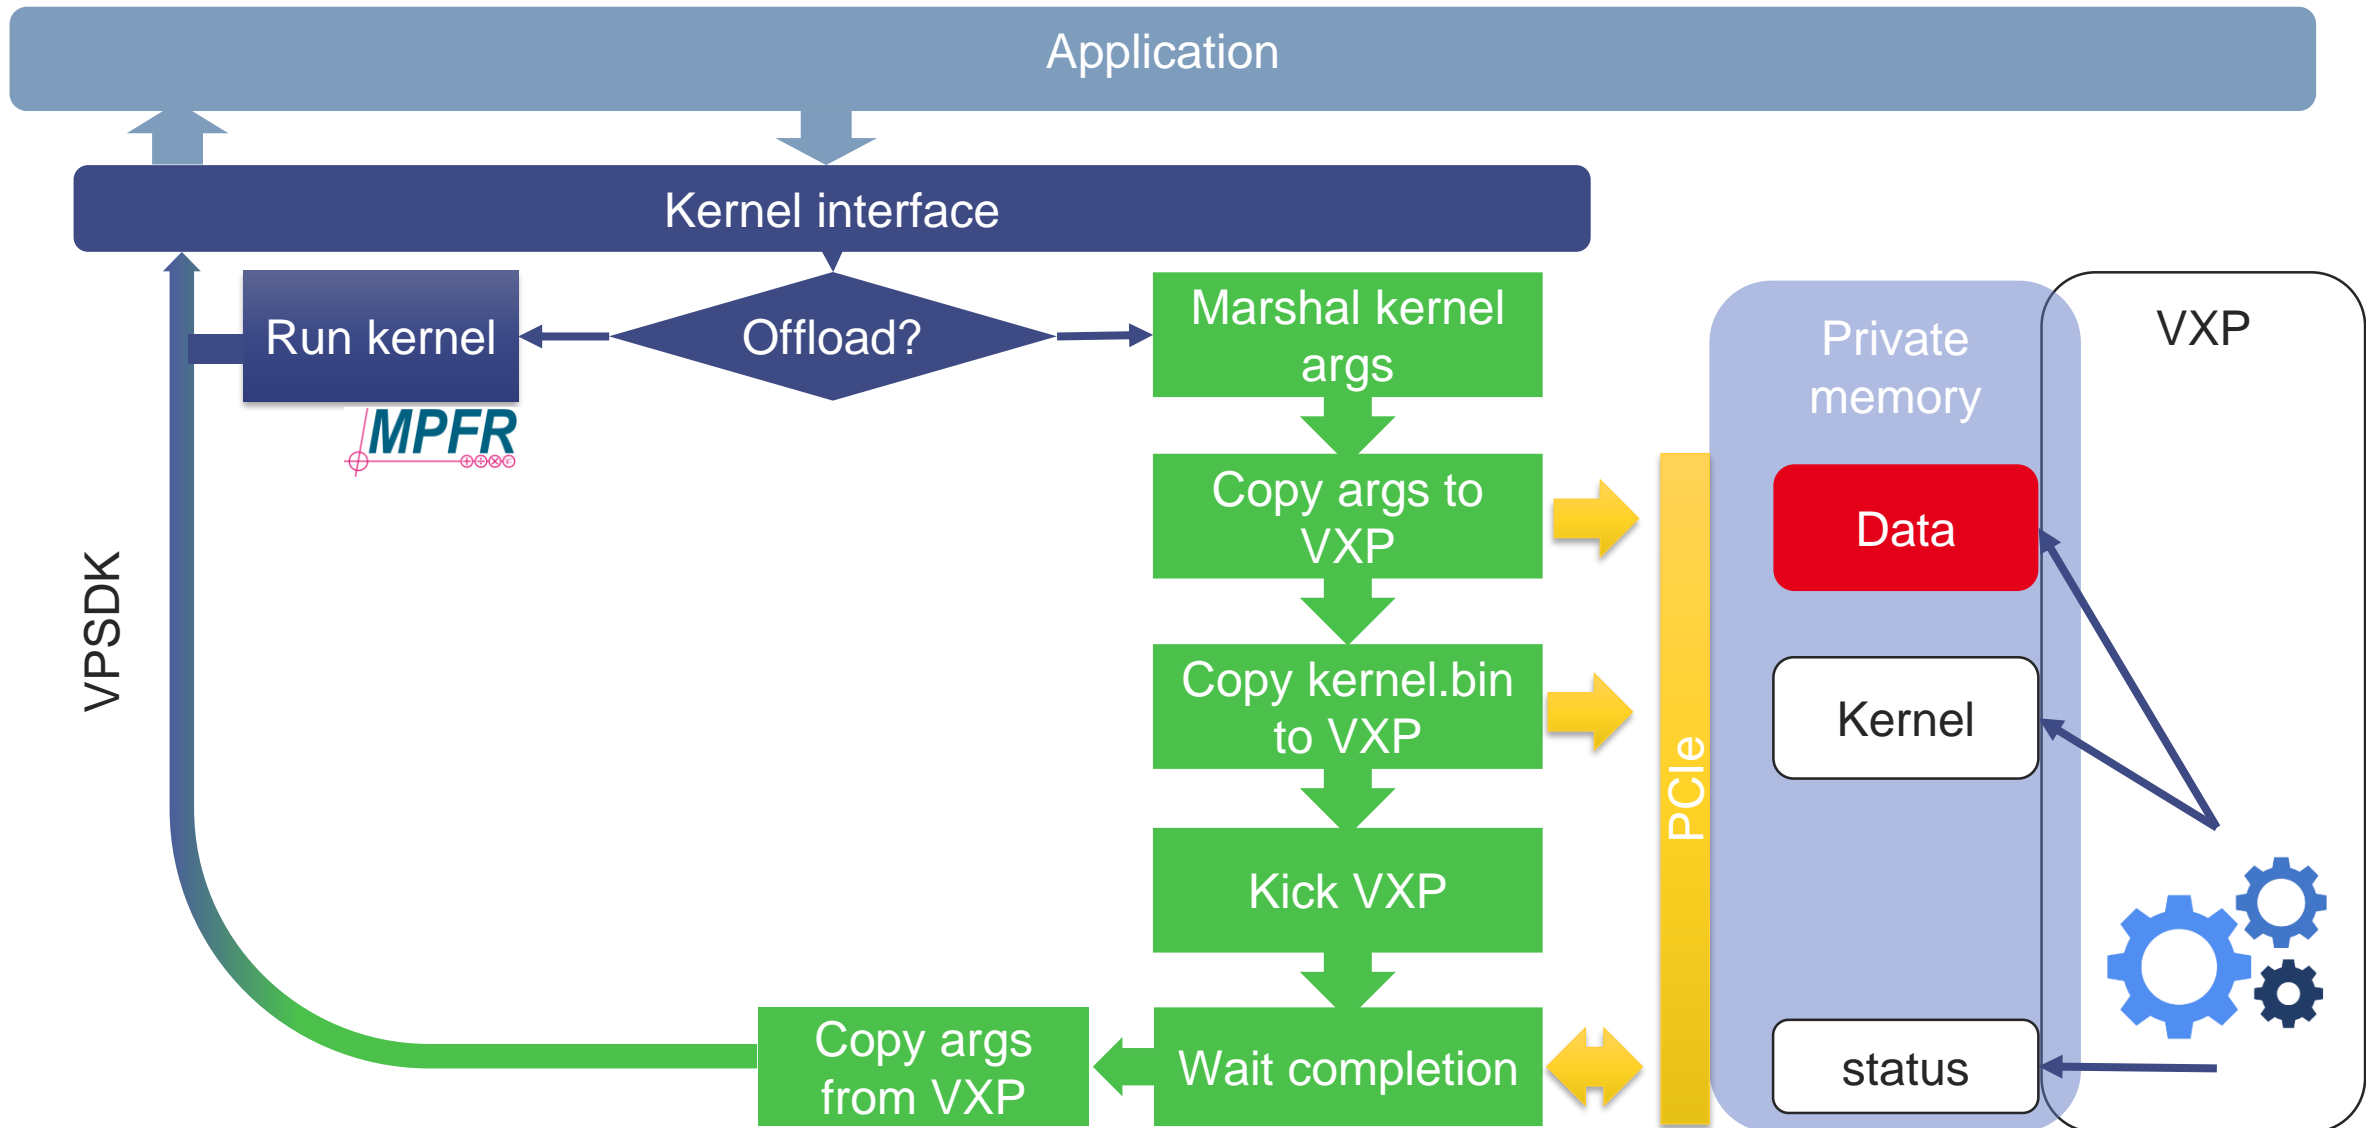 Application
Kernel interface
Run kernel
Offload?
Marshal kernel
args
Private
memory
VXP
MPFR
Copy args to
VXP
Data
VPSDK
Copy kernel.bin
to VXP
Kernel
PCIe
Kick VXP
Copy args
from VXP
Wait completion
status